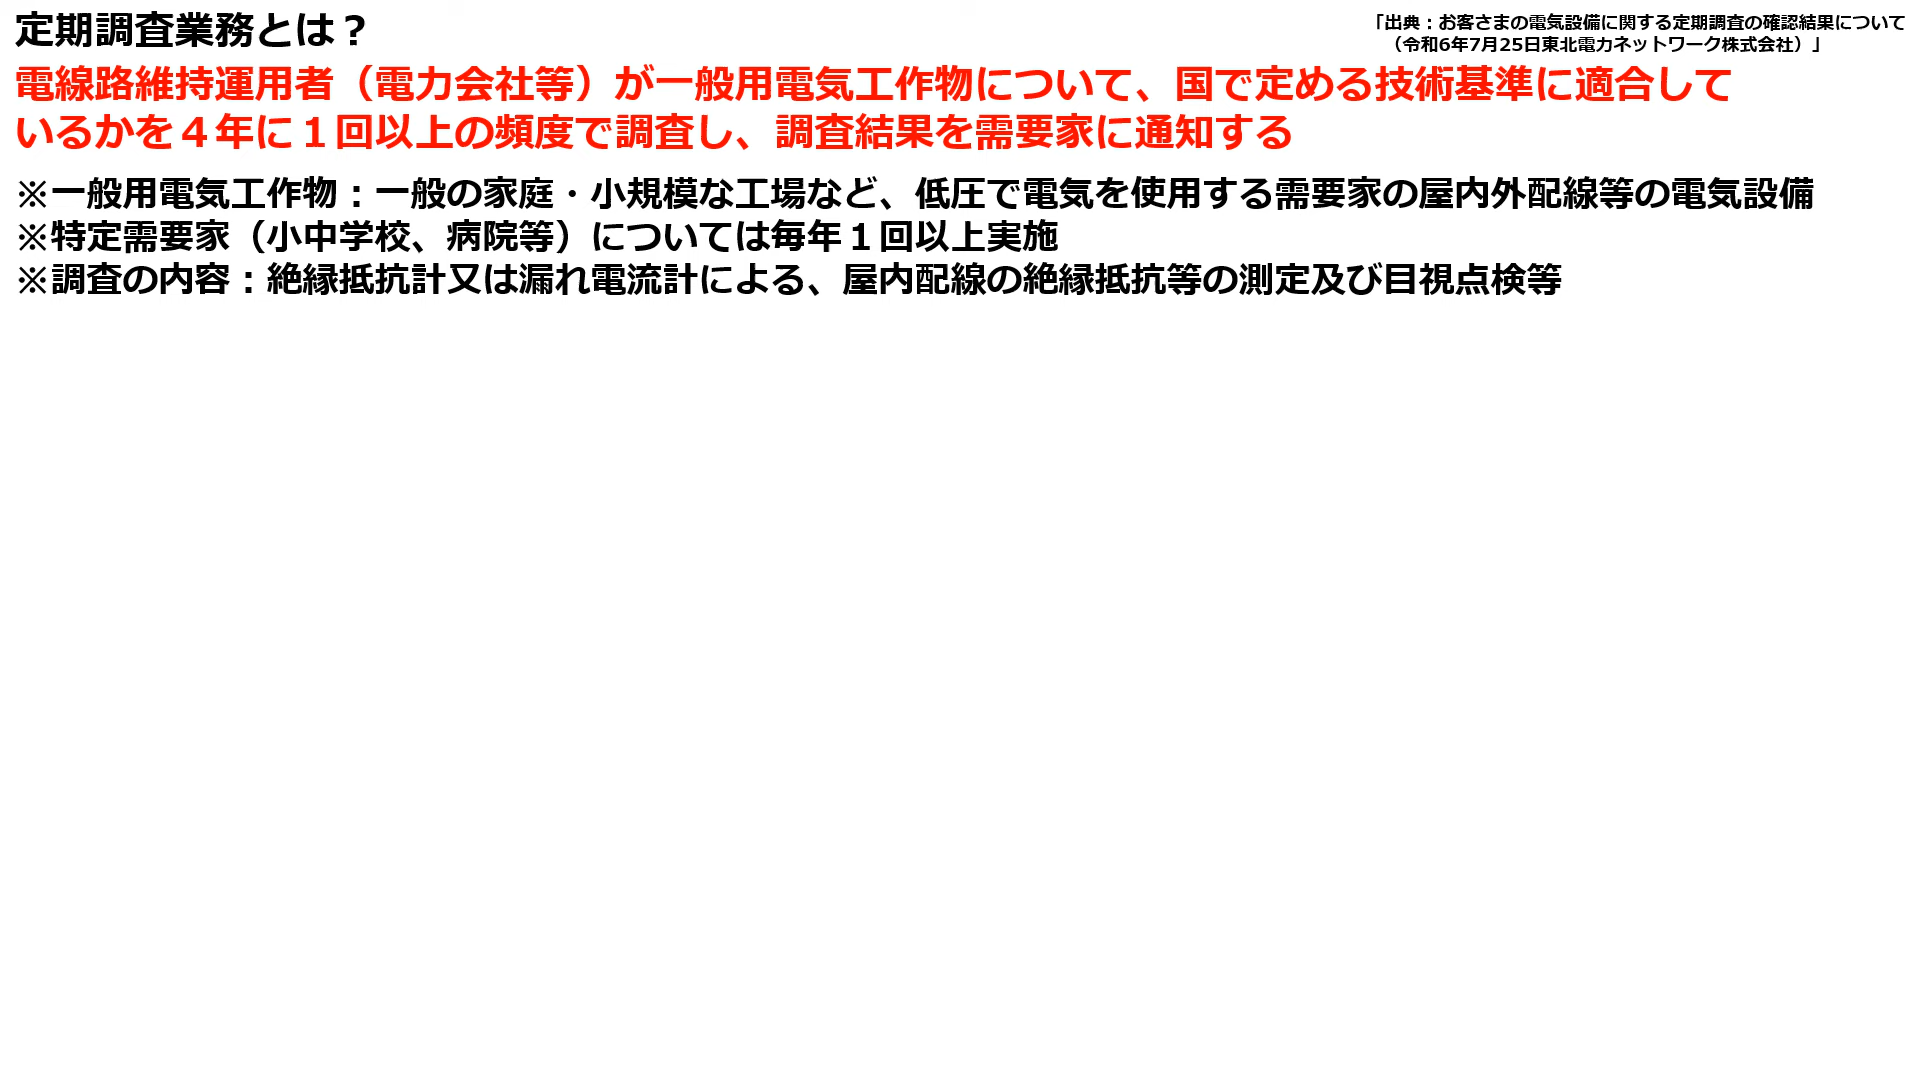 定期調査業務とは？
「出典：お客さまの電気設備に関する定期調査の確認結果について
（令和6年7月25日東北電力ネットワーク株式会社）」
電線路維持運用者（電力会社等）が一般用電気工作物について、国で定める技術基準に適合して
いるかを４年に１回以上の頻度で調査し、調査結果を需要家に通知する
※一般用電気工作物：一般の家庭・小規模な工場など、低圧で電気を使用する需要家の屋内外配線等の電気設備
※特定需要家（小中学校、病院等）については毎年１回以上実施
※調査の内容：絶縁抵抗計又は漏れ電流計による、屋内配線の絶縁抵抗等の測定及び目視点検等